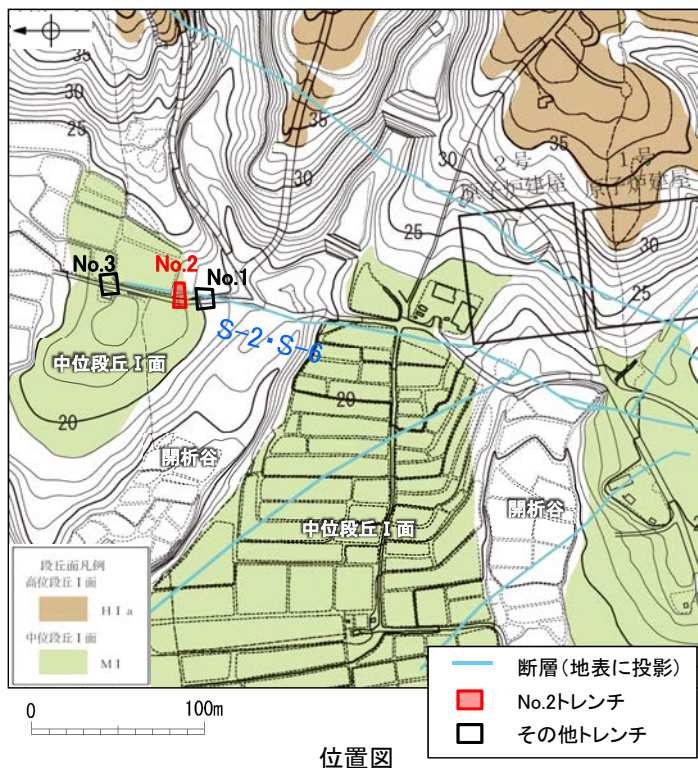 35
25
35
30
35
30
25
2号
原子炉建屋
1号
原子炉建屋
35
30
25
No.3
No.2
No.1
S-2・S-6
中位段丘Ⅰ面
20
20
開析谷
中位段丘Ⅰ面
開析谷
段丘面凡例
高位段丘Ⅰ面
HⅠa
中位段丘Ⅰ面
MⅠ
断層(地表に投影)
No.2トレンチ
その他トレンチ
0 100m
位置図